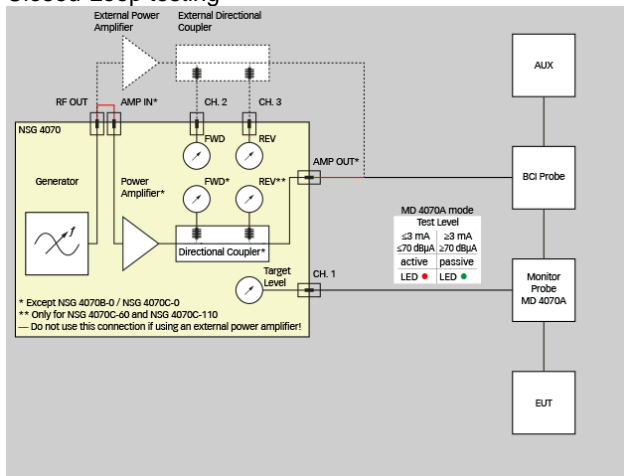 Closed-Loop testing
External Power
Amplifier
External Directional
Coupler
RF OUT
AMP IN*
CH. 2
CH. 3
NSG 4070
FWD
REV
AMP OUT*
Generator
Power
Amplifier*
FWD*
REV**
Directional Coupler*
Target
Level
CH. 1
* Except NSG 4070B-0 / NSG 4070C-0
** Only for NSG 4070C-60 and NSG 4070C-110
— Do not use this connection if using an external power amplifier!
MD 4070A mode
Test Level
≤3 mA ≥3 mA
≤70 dBµA ≥70 dBµA
active passive
LED LED
AUX
BCI Probe
Monitor
Probe
MD 4070A
EUT